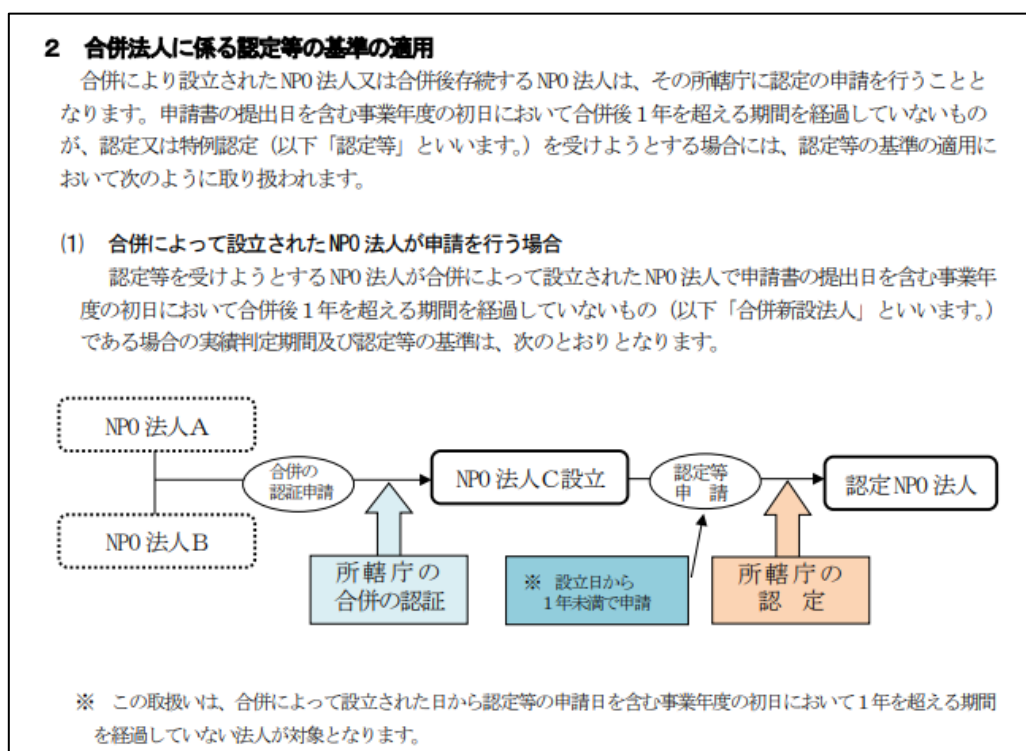 2　合併法人に係る認定等の基準の適用
合併により設立されたNPO 法人又は合併後存続するNPO 法人は、その所轄庁に認定の申請を行うことと
なります。申請書の提出日を含む事業年度の初日において合併後１年を超える期間を経過していないもの
が、認定又は特例認定（以下「認定等」といいます。）を受けようとする場合には、認定等の基準の適用に
おいて次のように取り扱われます。
(1)　合併によって設立されたNPO 法人が申請を行う場合
認定等を受けようとするNPO 法人が合併によって設立されたNPO 法人で申請書の提出日を含む事業年
度の初日において合併後１年を超える期間を経過していないもの（以下「合併新設法人」といいます。）
である場合の実績判定期間及び認定等の基準は、次のとおりとなります。
NPO 法人Ａ
合併の
認証申請
NPO 法人Ｃ設立
認定等
申　請
認定NPO 法人
NPO 法人Ｂ
所轄庁の
合併の認証
※　設立日から
１年未満で申請
所轄庁の
認　定
※　この取扱いは、合併によって設立された日から認定等の申請日を含む事業年度の初日において１年を超える期間
を経過していない法人が対象となります。